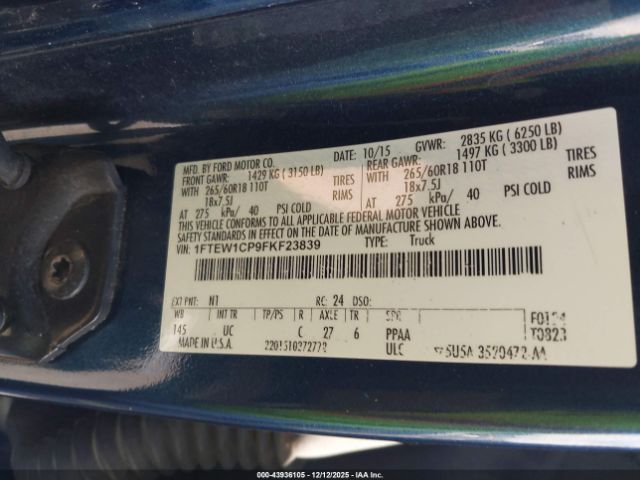 MFD. BY FORD MOTOR CO. DATE: 10/15 GVWR: 2835 KG ( 6250 LB)
FRONT GAWR: 1429 KG ( 3150 LB) REAR GAWR: 1497 KG ( 3300 LB)
WITH 265/60R18 110T TIRES WITH 265/60R18 110T TIRES
18x7.5J RIMS 18x7.5J RIMS
AT 275 kPa/ 40 PSI COLD AT 275 kPa/ 40 PSI COLD
THIS VEHICLE CONFORMS TO ALL APPLICABLE FEDERAL MOTOR VEHICLE
SAFETY STANDARDS IN EFFECT ON THE DATE OF MANUFACTURE SHOWN ABOVE.
VIN: 1FTEW1CP9FKF23839 TYPE: Truck
EXT PNT: N1 RC: 24 DSO:
WB INT TR TP/PS R AXLE TR SPR F0134
145 UC C 27 6 PPAA T0823
MADE IN U.S.A. ULC
© -- 43936105 - 12/12/2025 - IAA